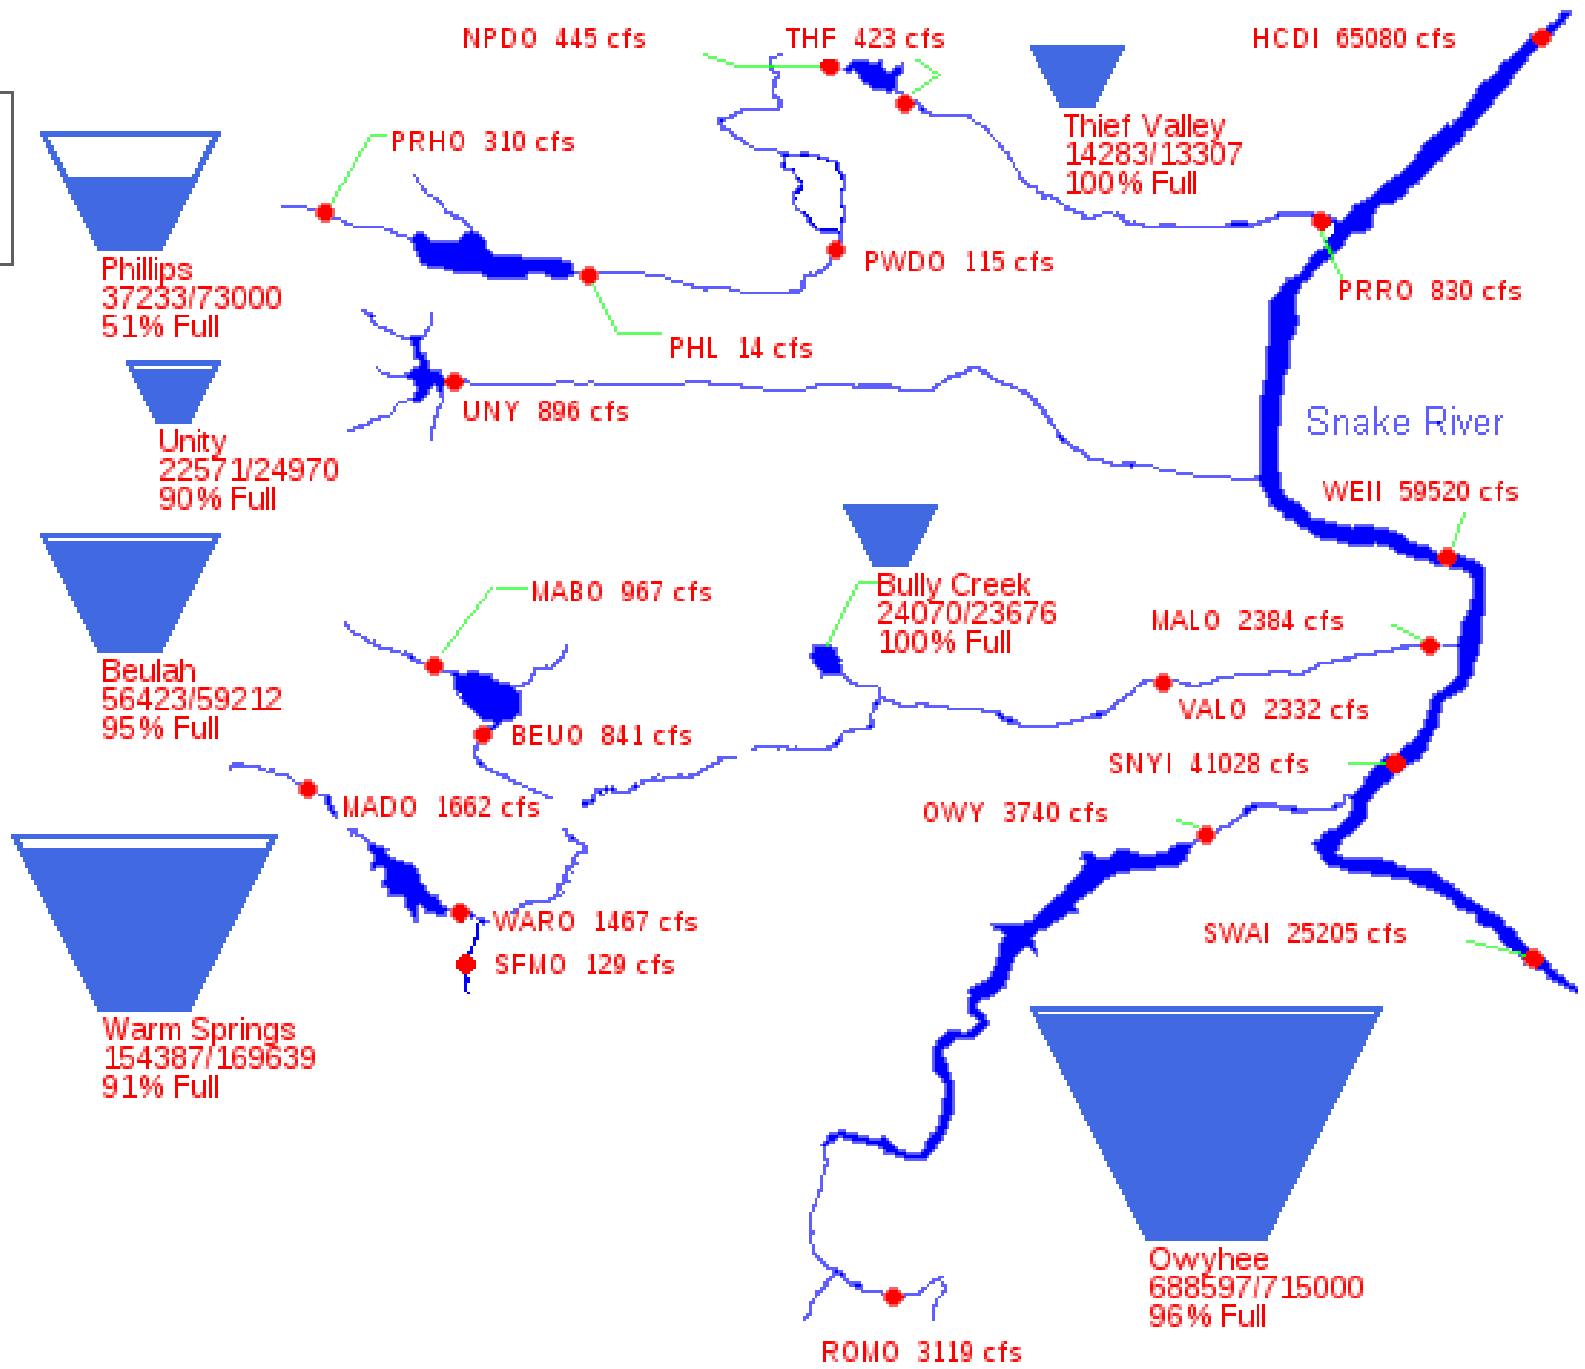 NPDO 445 cfs
THF 423 cfs
HCDI 65080 cfs
Thief Valley
14283/13307
100% Full
PRHO 310 cfs
PWDO 115 cfs
PRRO 830 cfs
Phillips
37233/73000
51% Full
PHL 14 cfs
UNY 896 cfs
Snake River
Unity
22571/24970
90% Full
WEII 59520 cfs
Bully Creek
24070/23676
100% Full
MABO 967 cfs
MALO 2384 cfs
Beulah
56423/59212
95% Full
VALO 2332 cfs
BEUO 841 cfs
SNYI 41028 cfs
MADO 1662 cfs
OWY 3740 cfs
WARO 1467 cfs
SWAI 25205 cfs
SFMO 129 cfs
Warm Springs
154387/169639
91% Full
Owyhee
688597/715000
96% Full
ROMO 3119 cfs